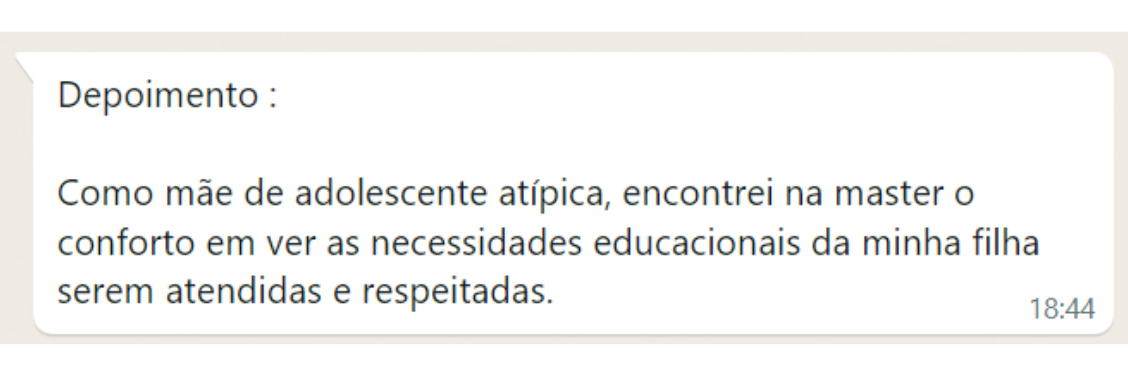 Depoimento :
Como mãe de adolescente atípica, encontrei na master o
conforto em ver as necessidades educacionais da minha filha
serem atendidas e respeitadas.
18:44